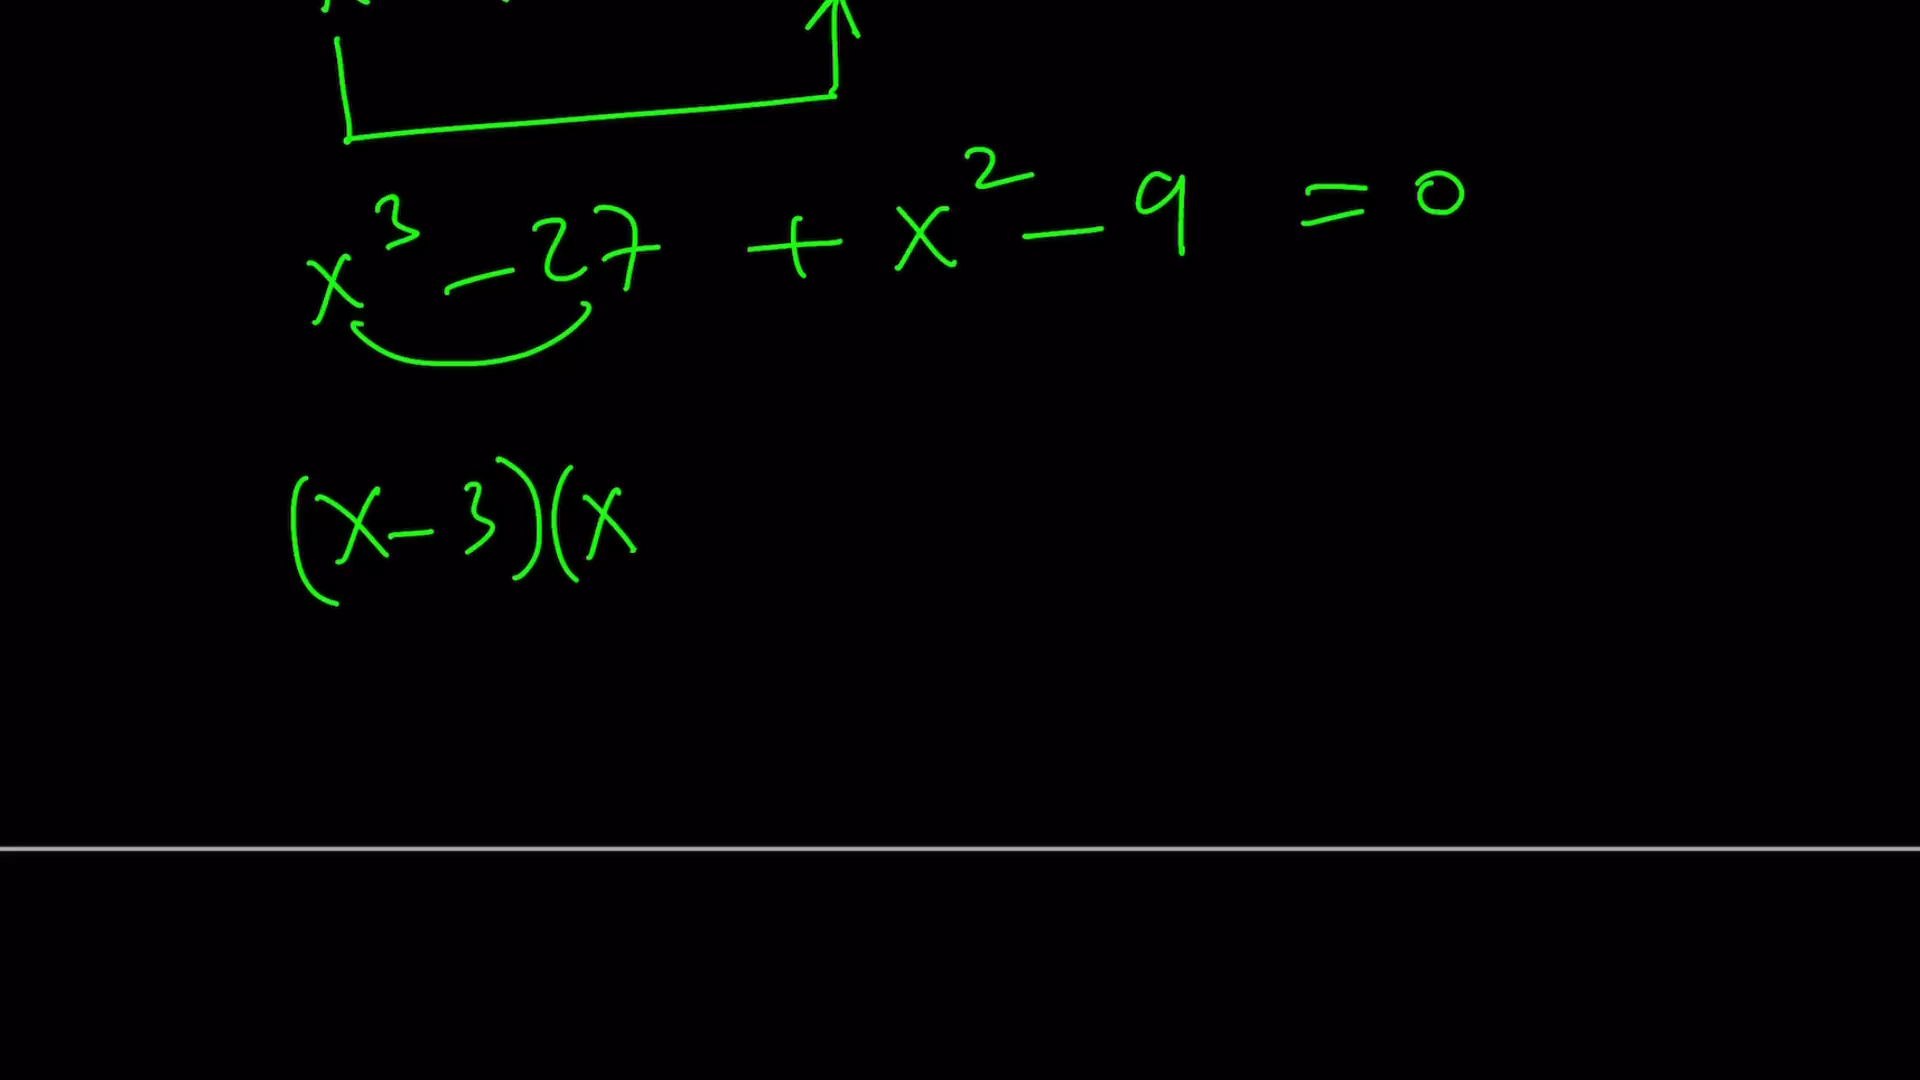 x³ - 27 + x² - 9 = 0
(x - 3)(x